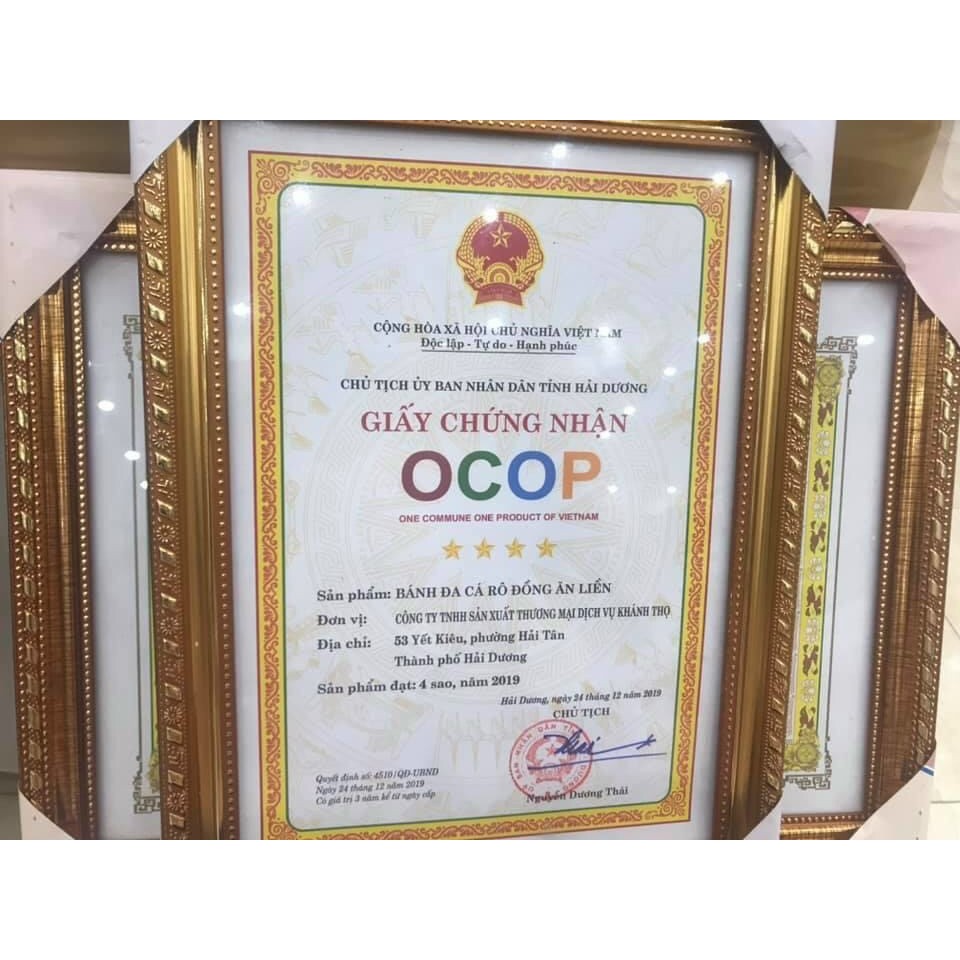 CỘNG HÒA XÃ HỘI CHỦ NGHĨA VIỆT NAM
Độc lập - Tự do - Hạnh phúc
CHỦ TỊCH ỦY BAN NHÂN DÂN TỈNH HẢI DƯƠNG
GIẤY CHỨNG NHẬN
OCOP
ONE COMMUNE ONE PRODUCT OF VIETNAM
Sản phẩm: BÁNH ĐA CÁ RÔ ĐỒNG ĂN LIỀN
Đơn vị: CÔNG TY TNHH SẢN XUẤT THƯƠNG MẠI DỊCH VỤ KHÁNH THỌ
Địa chỉ: 53 Yết Kiêu, phường Hải Tân
Thành phố Hải Dương
Sản phẩm đạt: 4 sao, năm 2019
Hải Dương, ngày 24 tháng 12 năm 2019
CHỦ TỊCH
Quyết định số: 4510/QĐ-UBND
Ngày 24 tháng 12 năm 2019
Có giá trị 3 năm kể từ ngày cấp
Nguyễn Dương Thái